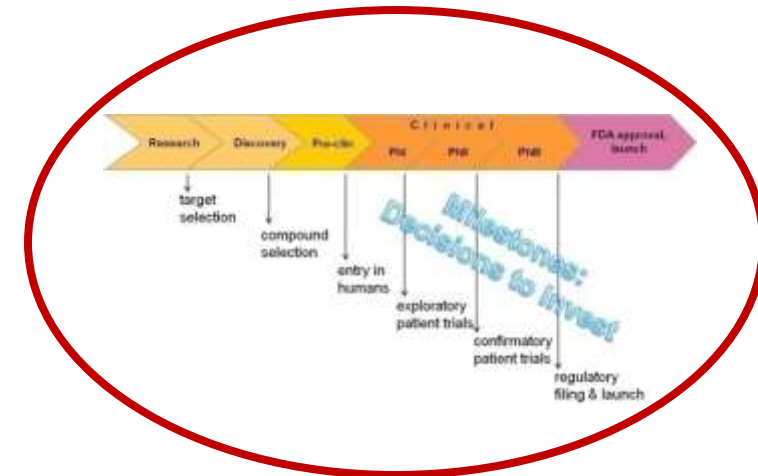 Clinical
Research
Discovery
Pre-clin
PhI
PhII
PhIII
FDA approval,
launch
target
selection
compound
selection
entry in
humans
exploratory
patient trials
confirmatory
patient trials
regulatory
filing & launch
Milestones:
Decisions to Invest